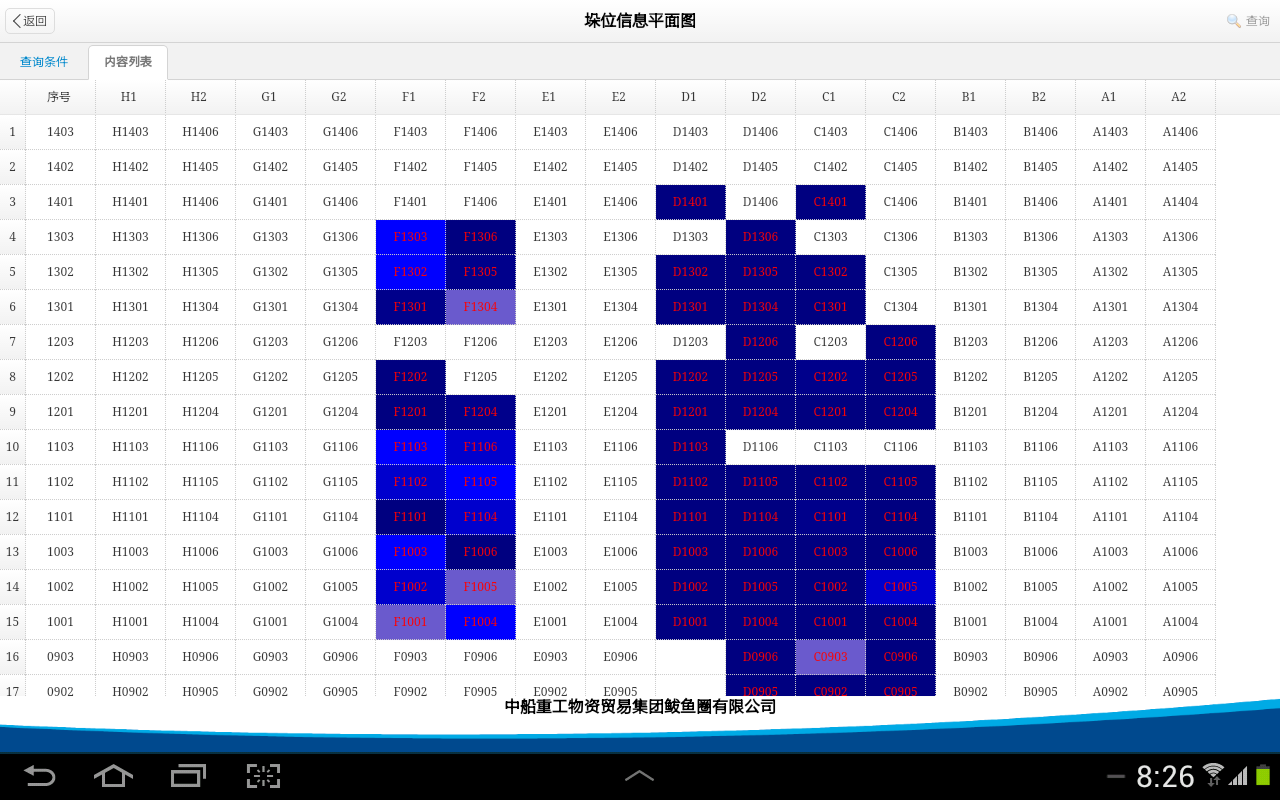 返回 垛位信息平面图 查询
查询条件 内容列表
序号 H1 H2 G1 G2 F1 F2 E1 E2 D1 D2 C1 C2 B1 B2 A1 A2
1 1403 H1403 H1406 G1403 G1406 F1403 F1406 E1403 E1406 D1403 D1406 C1403 C1406 B1403 B1406 A1403 A1406
2 1402 H1402 H1405 G1402 G1405 F1402 F1405 E1402 E1405 D1402 D1405 C1402 C1405 B1402 B1405 A1402 A1405
3 1401 H1401 H1406 G1401 G1406 F1401 F1406 E1401 E1406 D1401 D1406 C1401 C1406 B1401 B1406 A1401 A1404
4 1303 H1303 H1306 G1303 G1306 F1303 F1306 E1303 E1306 D1303 D1306 C1303 C1306 B1303 B1306 A1303 A1306
5 1302 H1302 H1305 G1302 G1305 F1302 F1305 E1302 E1305 D1302 D1305 C1302 C1305 B1302 B1305 A1302 A1305
6 1301 H1301 H1304 G1301 G1304 F1301 F1304 E1301 E1304 D1301 D1304 C1301 C1304 B1301 B1304 A1301 A1304
7 1203 H1203 H1206 G1203 G1206 F1203 F1206 E1203 E1206 D1203 D1206 C1203 C1206 B1203 B1206 A1203 A1206
8 1202 H1202 H1205 G1202 G1205 F1202 F1205 E1202 E1205 D1202 D1205 C1202 C1205 B1202 B1205 A1202 A1205
9 1201 H1201 H1204 G1201 G1204 F1201 F1204 E1201 E1204 D1201 D1204 C1201 C1204 B1201 B1204 A1201 A1204
10 1103 H1103 H1106 G1103 G1106 F1103 F1106 E1103 E1106 D1103 D1106 C1103 C1106 B1103 B1106 A1103 A1106
11 1102 H1102 H1105 G1102 G1105 F1102 F1105 E1102 E1105 D1102 D1105 C1102 C1105 B1102 B1105 A1102 A1105
12 1101 H1101 H1104 G1101 G1104 F1101 F1104 E1101 E1104 D1101 D1104 C1101 C1104 B1101 B1104 A1101 A1104
13 1003 H1003 H1006 G1003 G1006 F1003 F1006 E1003 E1006 D1003 D1006 C1003 C1006 B1003 B1006 A1003 A1006
14 1002 H1002 H1005 G1002 G1005 F1002 F1005 E1002 E1005 D1002 D1005 C1002 C1005 B1002 B1005 A1002 A1005
15 1001 H1001 H1004 G1001 G1004 F1001 F1004 E1001 E1004 D1001 D1004 C1001 C1004 B1001 B1004 A1001 A1004
16 0903 H0903 H0906 G0903 G0906 F0903 F0906 E0903 E0906 D0906 C0903 C0906 B0903 B0906 A0903 A0906
17 0902 H0902 H0905 G0902 G0905 F0902 F0905 E0902 E0905 D0905 C0902 C0905 B0902 B0905 A0902 A0905
中船重工物资贸易集团鲅鱼圈有限公司
8:26